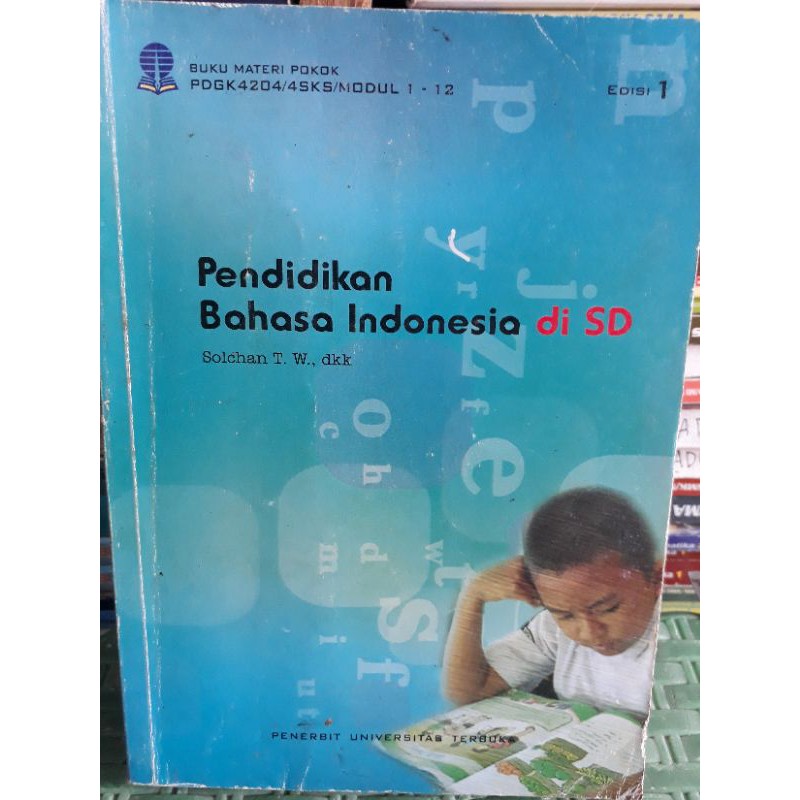 BUKU MATERI POKOK
PDGK4204/4SKS/MODUL 1 - 12
EDISI 1
n
p
y
r
j
z
f
Pendidikan
Bahasa Indonesia di SD
Solchan T. W., dkk
o
c
h
e
m
d
w
t
s
i
f
u
t
PENERBIT UNIVERSITAS TERBUKA